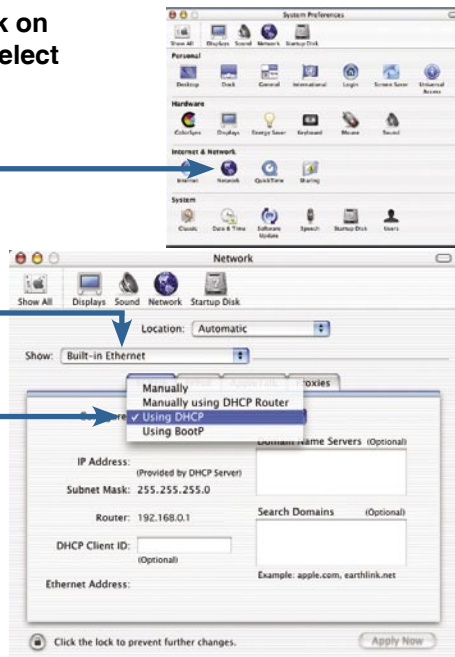 k on
elect
System Preferences
Show All Displays Sound Network Startup Disk
Personal
Desktop Dock General International Login Screen Saver Universal
Access
Hardware
ColorSync Displays Energy Saver Keyboard Mouse Sound
Internet & Network
Internet Network QuickTime Sharing
System
Classic Date & Time Software Speech Startup Disk Users
Update
Network
Show All Displays Sound Network Startup Disk
Location: Automatic
Show: Built-in Ethernet
Manually
Manually using DHCP Router
✓ Using DHCP
Using BootP
Domain Name Servers (Optional)
IP Address:
(Provided by DHCP Server)
Subnet Mask: 255.255.255.0
Router: 192.168.0.1
Search Domains (Optional)
DHCP Client ID:
(Optional)
Example: apple.com, earthlink.net
Ethernet Address:
Click the lock to prevent further changes.
Apply Now